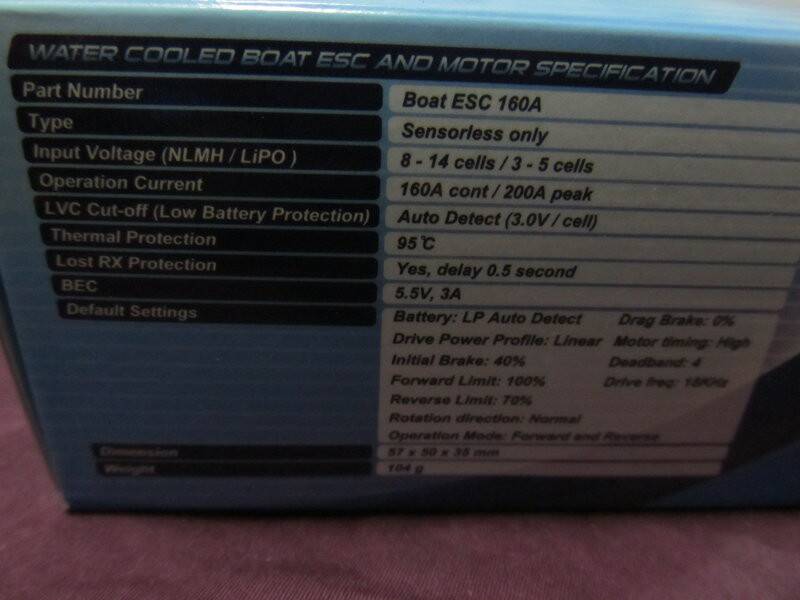 WATER COOLED BOAT ESC AND MOTOR SPECIFICATION
Part Number Boat ESC 160A
Type Sensorless only
Input Voltage (NLMH / LiPO ) 8 - 14 cells / 3 - 5 cells
Operation Current 160A cont / 200A peak
LVC Cut-off (Low Battery Protection) Auto Detect (3.0V / cell)
Thermal Protection 95℃
Lost RX Protection Yes, delay 0.5 second
BEC 5.5V, 3A
Default Settings Battery: LP Auto Detect Drag Brake: 0%
Drive Power Profile: Linear Motor timing: High
Initial Brake: 40% Deadband: 4
Forward Limit: 100% Drive freq: 18KHz
Reverse Limit: 70%
Rotation direction: Normal
Operation Mode: Forward and Reverse
Dimension 57 x 50 x 35 mm
Weight 104 g